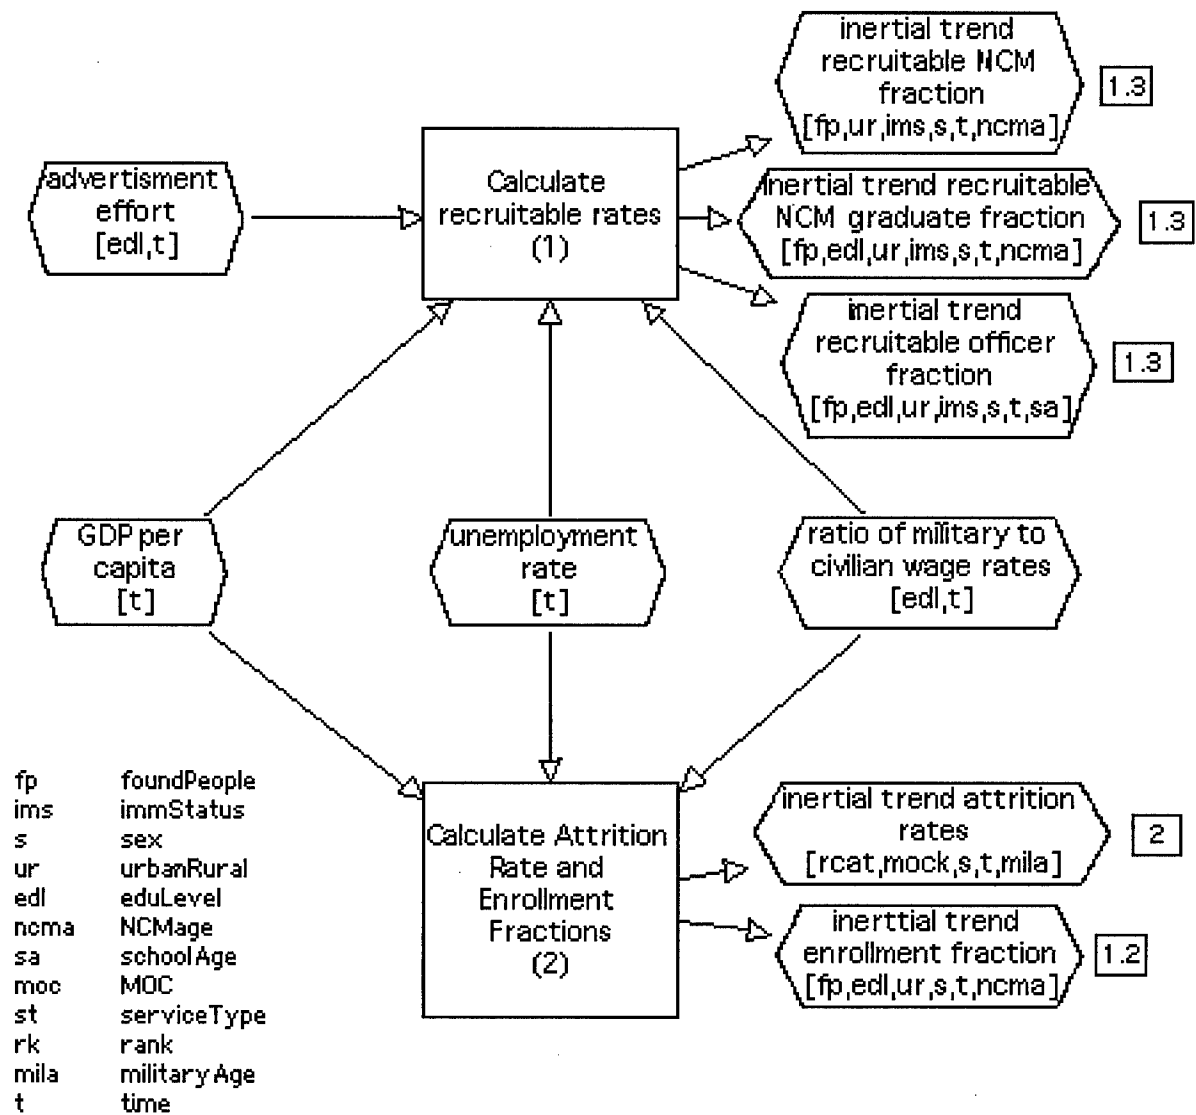 inertial trend
recruitable NCM
fraction
[fp,ur,ims,s,t,ncma]
1.3
advertisment
effort
[edl,t]
Calculate
recruitable rates
(1)
inertial trend recruitable
NCM graduate fraction
[fp,edl,ur,ims,s,t,ncma]
1.3
inertial trend
recruitable officer
fraction
[fp,edl,ur,ims,s,t,sa]
1.3
GDP per
capita
[t]
unemployment
rate
[t]
ratio of military to
civilian wage rates
[edl,t]
Calculate Attrition
Rate and
Enrollment
Fractions
(2)
inertial trend attrition
rates
[rcat,mock,s,t,mila]
2
inerttial trend
enrollment fraction
[fp,edl,ur,s,t,ncma]
1.2
fp foundPeople
ims immStatus
s sex
ur urbanRural
edl eduLevel
ncma NCMage
sa schoolAge
moc MOC
st serviceType
rk rank
mila militaryAge
t time